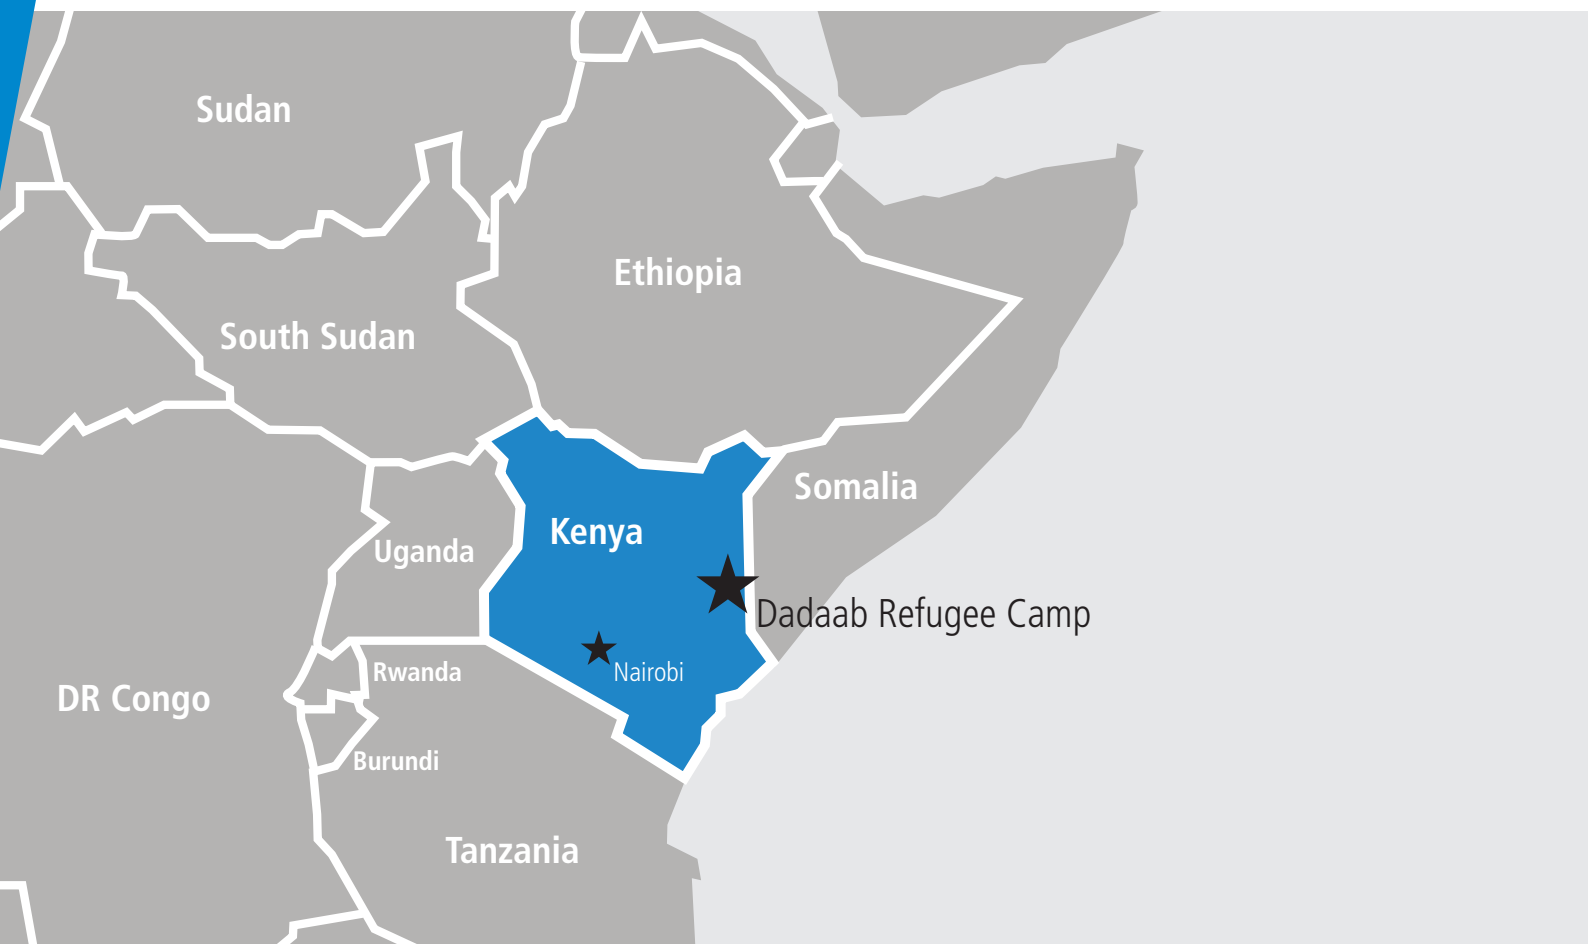 Sudan
Ethiopia
South Sudan
Somalia
Kenya
Uganda
Dadaab Refugee Camp
Rwanda
Nairobi
DR Congo
Burundi
Tanzania